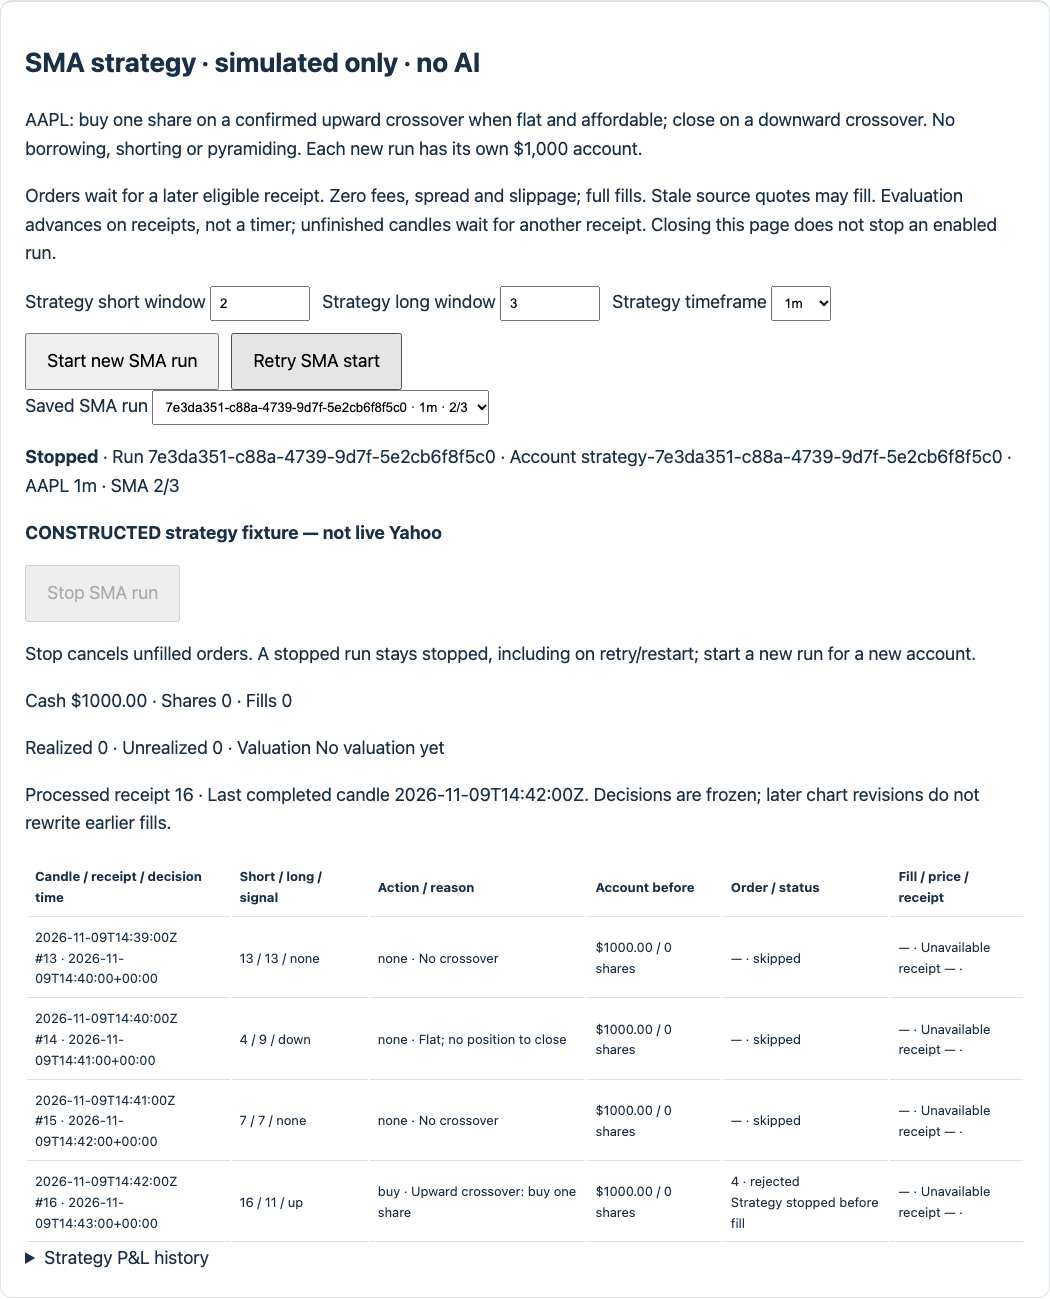 SMA strategy · simulated only · no AI
AAPL: buy one share on a confirmed upward crossover when flat and affordable; close on a downward crossover. No
borrowing, shorting or pyramiding. Each new run has its own $1,000 account.
Orders wait for a later eligible receipt. Zero fees, spread and slippage; full fills. Stale source quotes may fill. Evaluation
advances on receipts, not a timer; unfinished candles wait for another receipt. Closing this page does not stop an enabled
run.
Strategy short window 2 Strategy long window 3 Strategy timeframe 1m
Start new SMA run Retry SMA start
Saved SMA run 7e3da351-c88a-4739-9d7f-5e2cb6f8f5c0 · 1m · 2/3
Stopped · Run 7e3da351-c88a-4739-9d7f-5e2cb6f8f5c0 · Account strategy-7e3da351-c88a-4739-9d7f-5e2cb6f8f5c0 ·
AAPL 1m · SMA 2/3
CONSTRUCTED strategy fixture — not live Yahoo
Stop SMA run
Stop cancels unfilled orders. A stopped run stays stopped, including on retry/restart; start a new run for a new account.
Cash $1000.00 · Shares 0 · Fills 0
Realized 0 · Unrealized 0 · Valuation No valuation yet
Processed receipt 16 · Last completed candle 2026-11-09T14:42:00Z. Decisions are frozen; later chart revisions do not
rewrite earlier fills.
Candle / receipt / decision
time
Short / long /
signal
Action / reason
Account before
Order / status
Fill / price /
receipt
2026-11-09T14:39:00Z
#13 · 2026-11-
09T14:40:00+00:00
13 / 13 / none
none · No crossover
$1000.00 / 0
shares
— · skipped
— · Unavailable
receipt — ·
2026-11-09T14:40:00Z
#14 · 2026-11-
09T14:41:00+00:00
4 / 9 / down
none · Flat; no position to close
$1000.00 / 0
shares
— · skipped
— · Unavailable
receipt — ·
2026-11-09T14:41:00Z
#15 · 2026-11-
09T14:42:00+00:00
7 / 7 / none
none · No crossover
$1000.00 / 0
shares
— · skipped
— · Unavailable
receipt — ·
2026-11-09T14:42:00Z
#16 · 2026-11-
09T14:43:00+00:00
16 / 11 / up
buy · Upward crossover: buy one
share
$1000.00 / 0
shares
4 · rejected
Strategy stopped before
fill
— · Unavailable
receipt — ·
Strategy P&L history